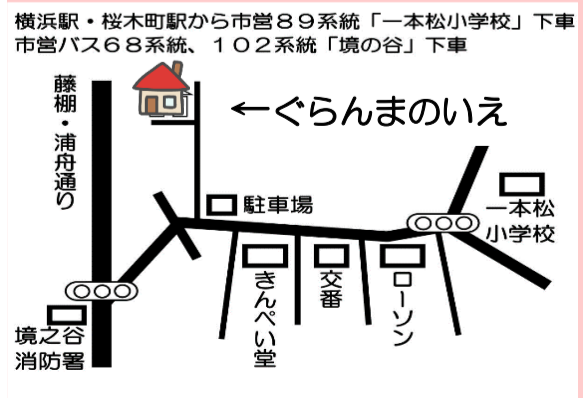 横浜駅・桜木町駅から市営８９系統「一本松小学校」下車
市営バス６８系統、１０２系統「境の谷」下車
藤棚・浦舟通り
←ぐらんまのいえ
駐車場
一本松
小学校
きんぺい堂
交番
ローソン
境之谷
消防署